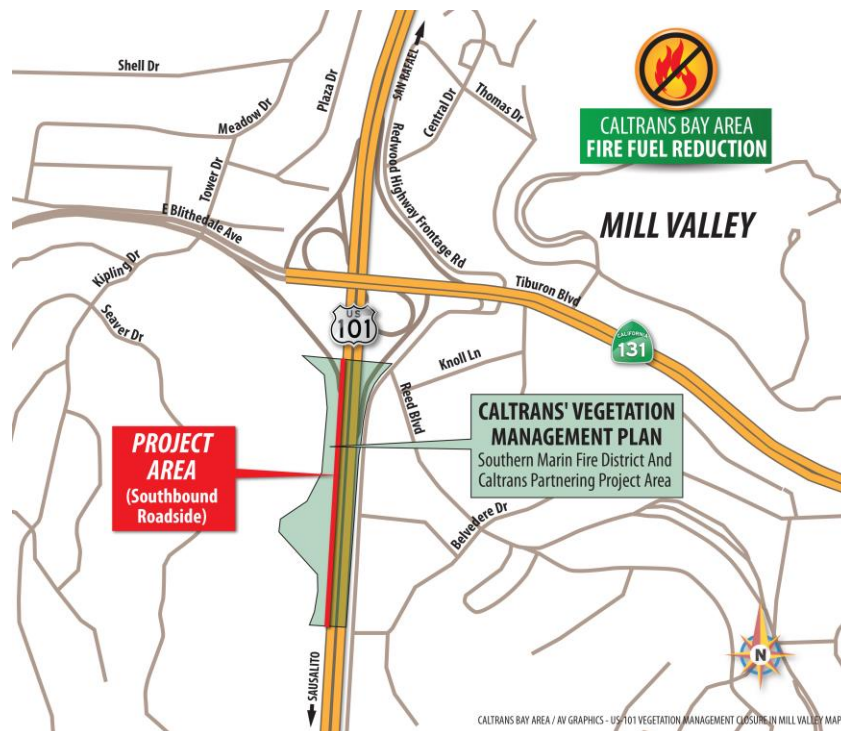 Shell Dr
Meadow Dr
Plaza Dr
SAN RAFAEL
Central Dr
Thomas Dr
CALTRANS BAY AREA
FIRE FUEL REDUCTION
Tower Dr
Redwood Highway Frontage Rd
E Blithedale Ave
MILL VALLEY
Kipling Dr
Tiburon Blvd
Seaver Dr
US
101
CALIFORNIA
131
Knoll Ln
Reed Blvd
CALTRANS' VEGETATION
MANAGEMENT PLAN
Southern Marin Fire District And
Caltrans Partnering Project Area
PROJECT
AREA
(Southbound
Roadside)
Belvedere Dr
SAUSALITO
N
CALTRANS BAY AREA / AV GRAPHICS - US-101 VEGETATION MANAGEMENT CLOSURE IN MILL VALLEY MAP